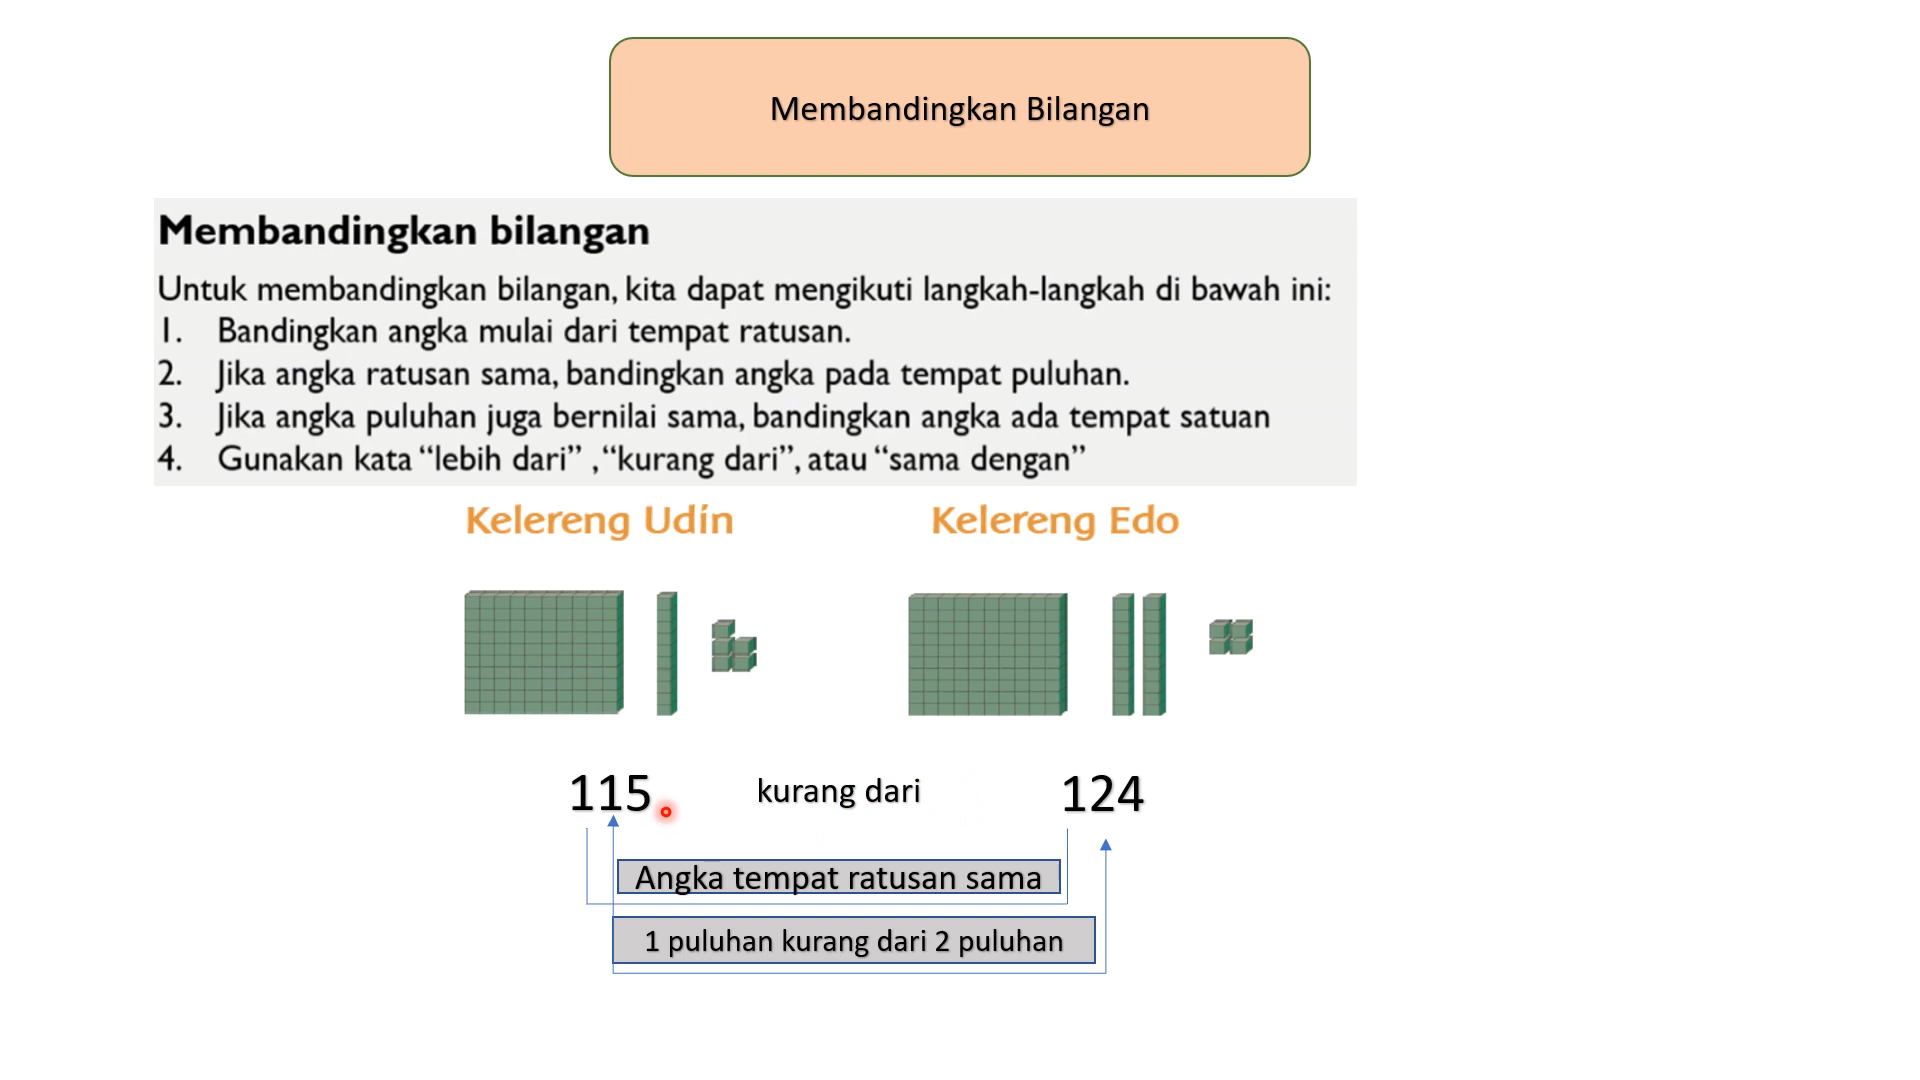 Membandingkan Bilangan
Membandingkan bilangan
Untuk membandingkan bilangan, kita dapat mengikuti langkah-langkah di bawah ini:
1. Bandingkan angka mulai dari tempat ratusan.
2. Jika angka ratusan sama, bandingkan angka pada tempat puluhan.
3. Jika angka puluhan juga bernilai sama, bandingkan angka ada tempat satuan
4. Gunakan kata “lebih dari” , “kurang dari”, atau “sama dengan”
Kelereng Udín
Kelereng Edo
115 kurang dari 124
Angka tempat ratusan sama
1 puluhan kurang dari 2 puluhan